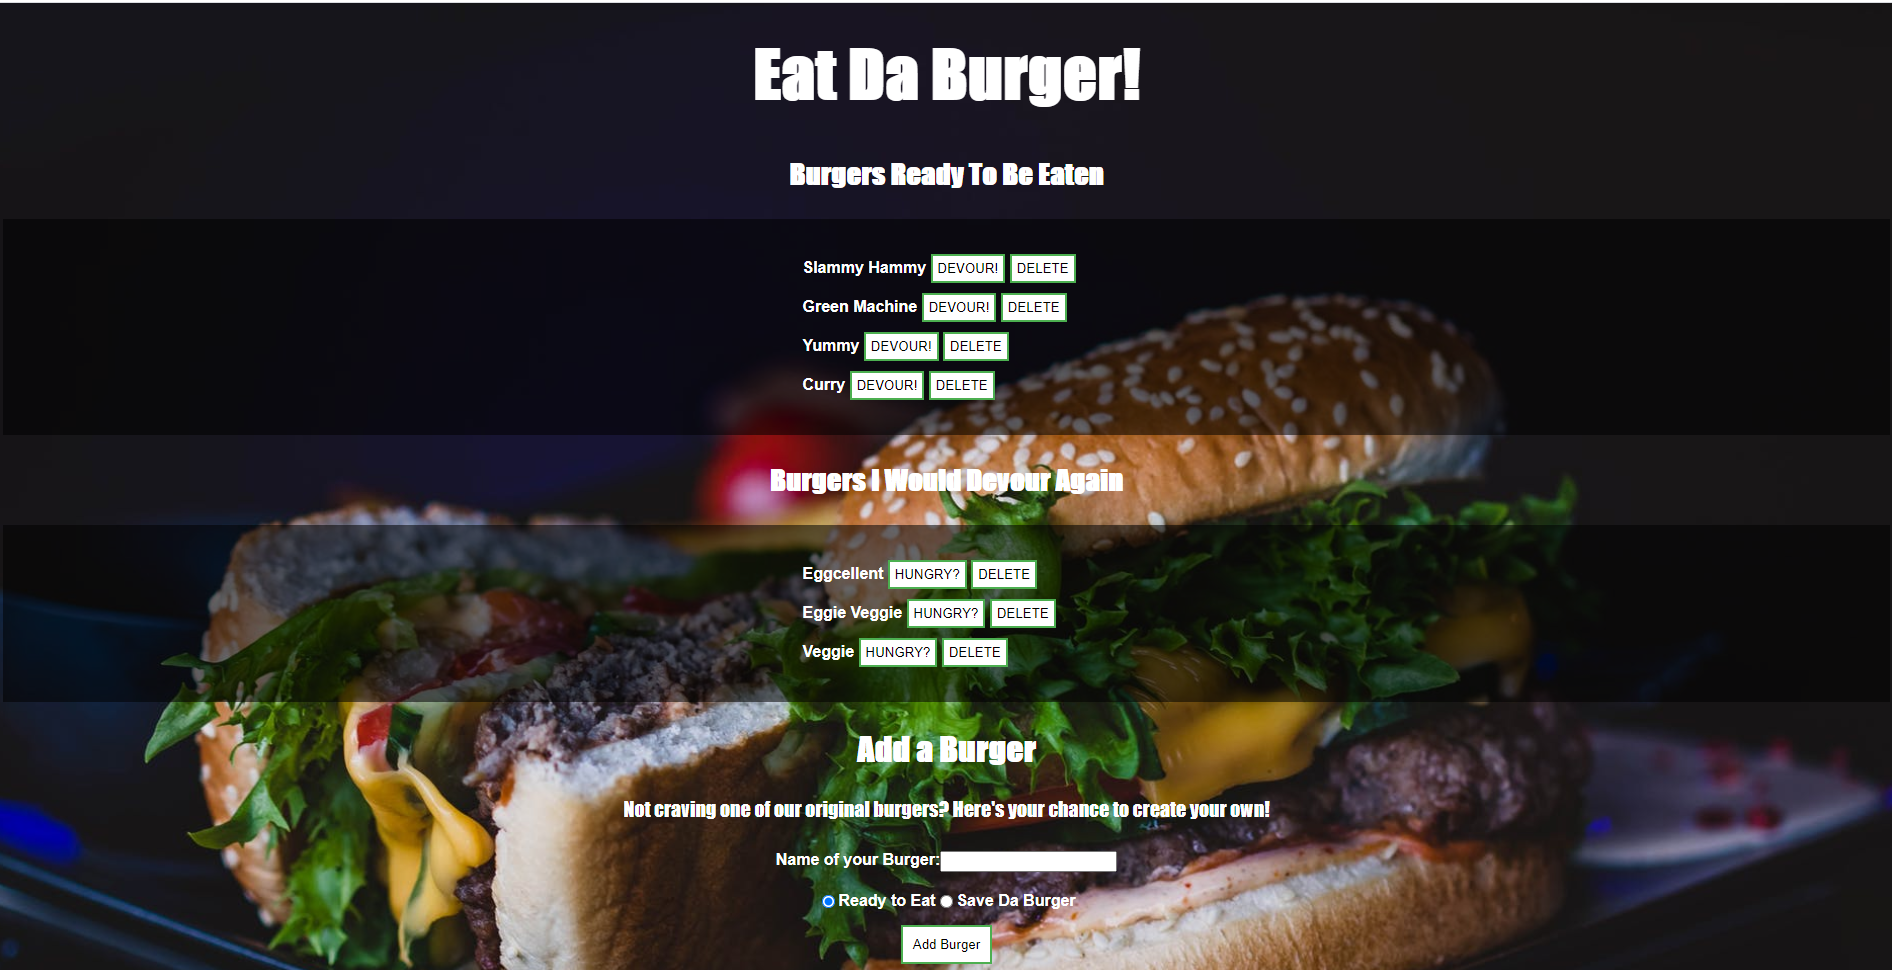 Eat Da Burger!
Burgers Ready To Be Eaten
Slammy Hammy DEVOUR! DELETE
Green Machine DEVOUR! DELETE
Yummy DEVOUR! DELETE
Curry DEVOUR! DELETE
Burgers I Would Devour Again
Eggcellent HUNGRY? DELETE
Eggie Veggie HUNGRY? DELETE
Veggie HUNGRY? DELETE
Add a Burger
Not craving one of our original burgers? Here's your chance to create your own!
Name of your Burger:
Ready to Eat Save Da Burger
Add Burger